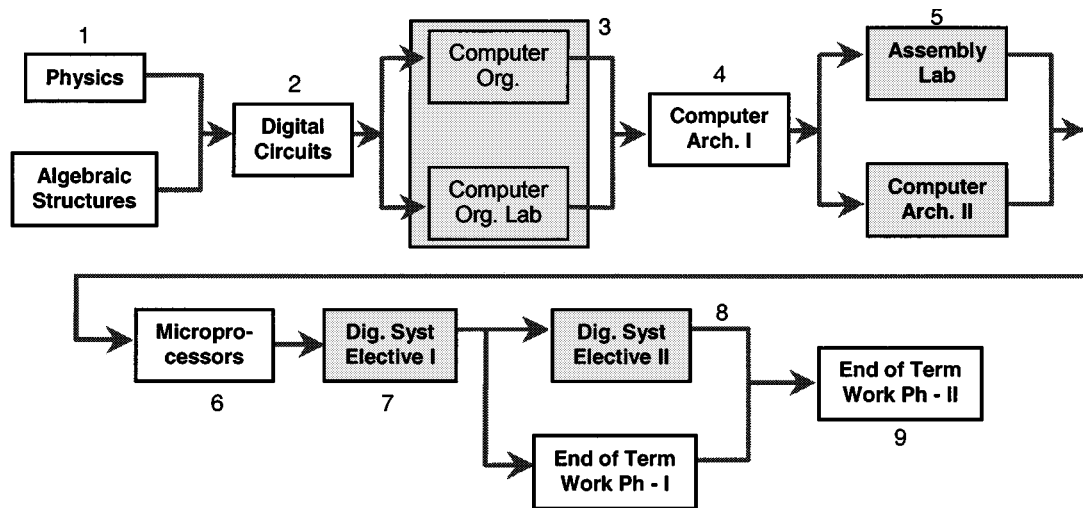 1
Physics
Algebraic
Structures
2
Digital
Circuits
3
Computer
Org.
Computer
Org. Lab
4
Computer
Arch. I
5
Assembly
Lab
Computer
Arch. II
Micropro-
cessors
6
Dig. Syst
Elective I
7
Dig. Syst
Elective II
8
End of Term
Work Ph - I
End of Term
Work Ph - II
9